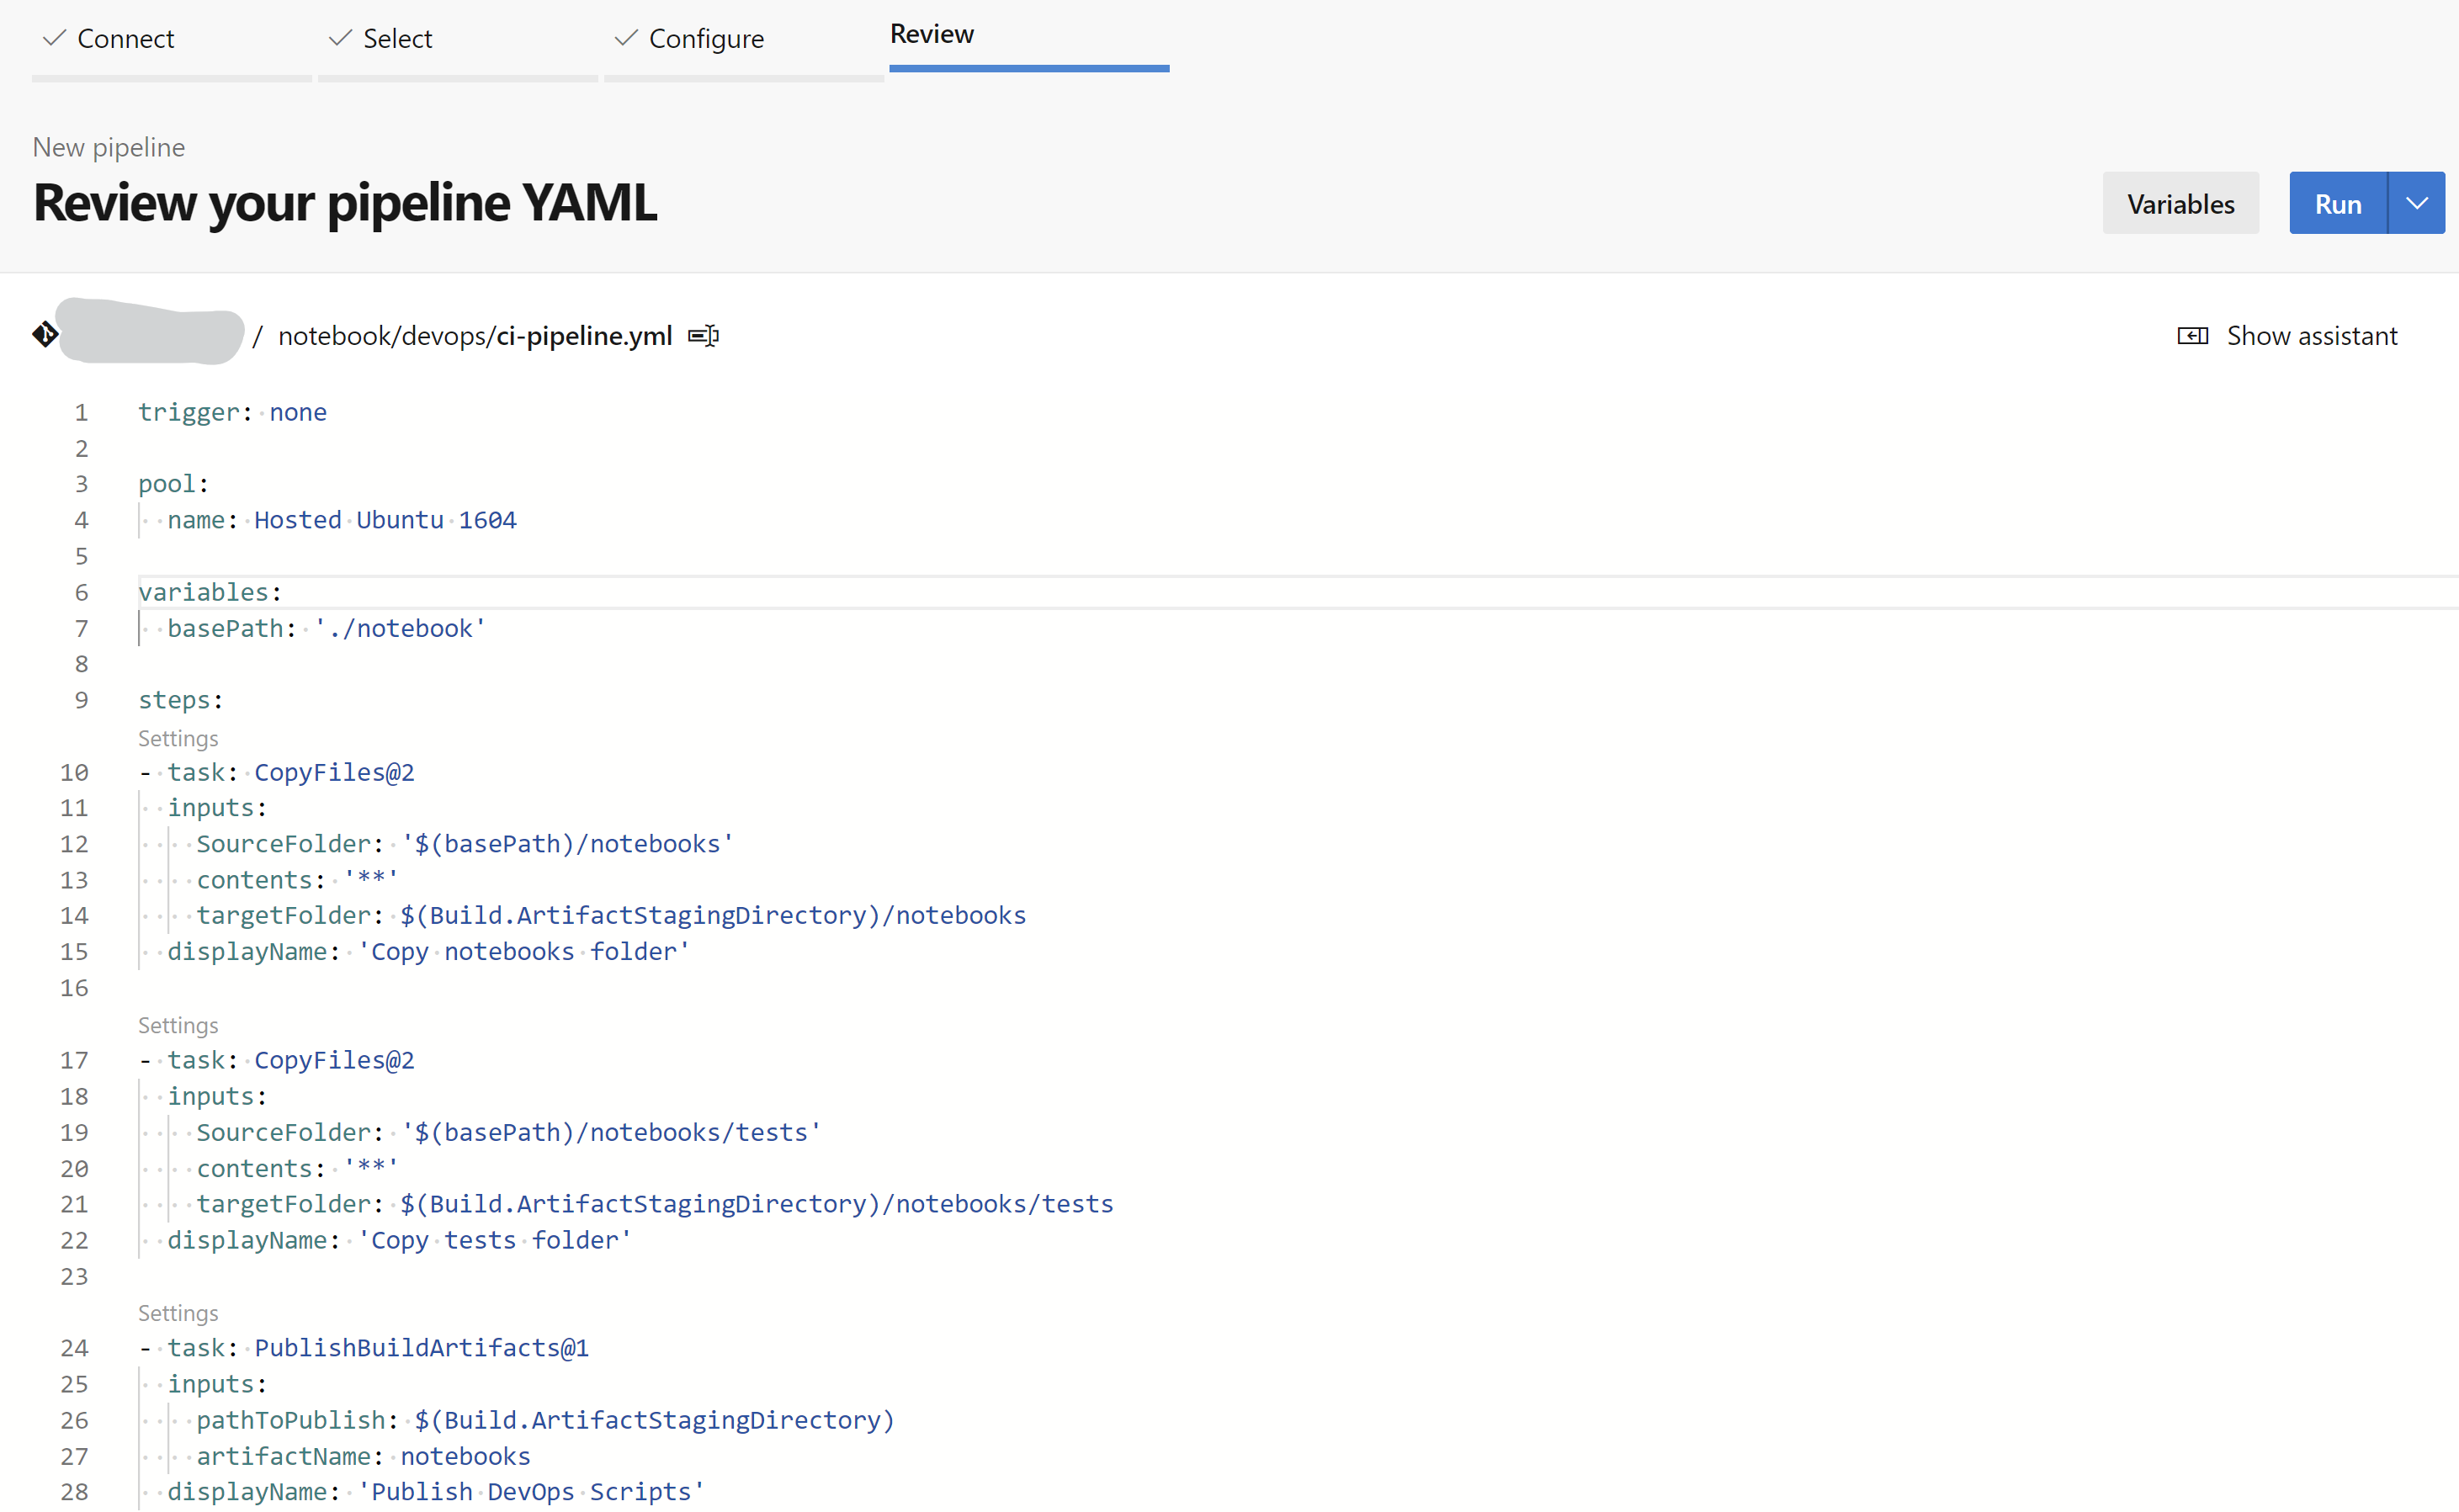 Connect Select Configure Review
New pipeline
Review your pipeline YAML
Variables Run
/ notebook/devops/ci-pipeline.yml Show assistant
1 trigger: none
2
3 pool:
4   name: Hosted Ubuntu 1604
5
6 variables:
7   basePath: './notebook'
8
9 steps:
Settings
10 - task: CopyFiles@2
11   inputs:
12     SourceFolder: '$(basePath)/notebooks'
13     contents: '**'
14     targetFolder: $(Build.ArtifactStagingDirectory)/notebooks
15   displayName: 'Copy notebooks folder'
16
Settings
17 - task: CopyFiles@2
18   inputs:
19     SourceFolder: '$(basePath)/notebooks/tests'
20     contents: '**'
21     targetFolder: $(Build.ArtifactStagingDirectory)/notebooks/tests
22   displayName: 'Copy tests folder'
23
Settings
24 - task: PublishBuildArtifacts@1
25   inputs:
26     pathToPublish: $(Build.ArtifactStagingDirectory)
27     artifactName: notebooks
28   displayName: 'Publish DevOps Scripts'